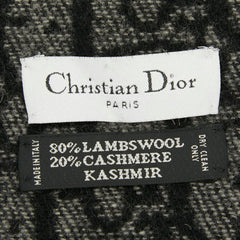 Christian Dior
PARIS
MADE IN ITALY
80% LAMBSWOOL
20% CASHMERE
KASHMIR
DRY CLEAN
ONLY